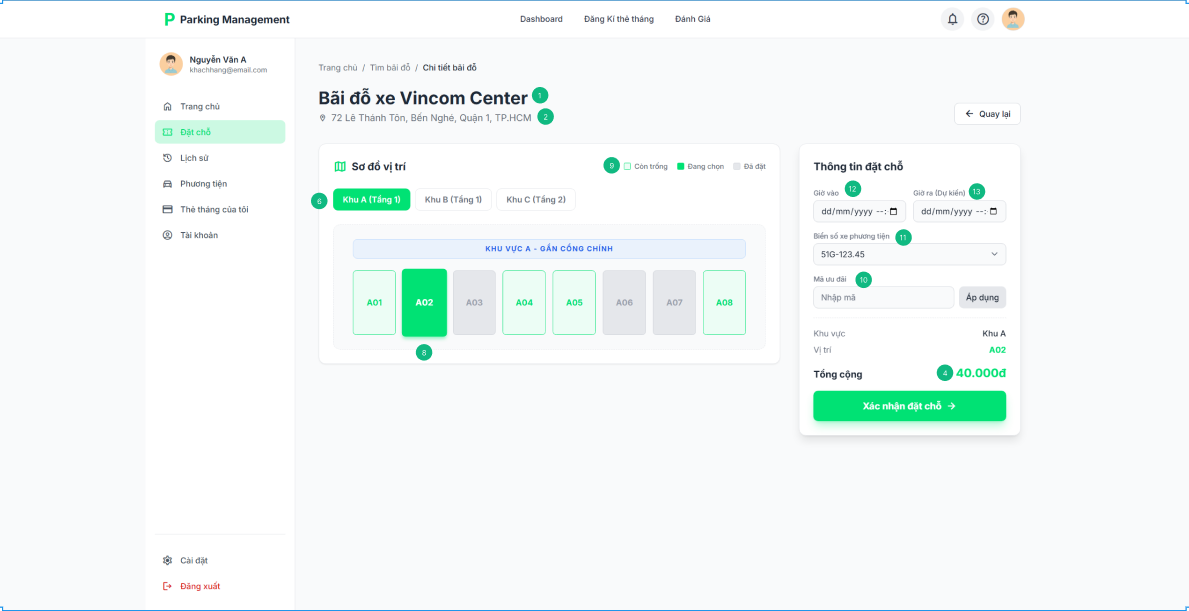 P Parking Management
Dashboard
Đăng Kí thẻ tháng
Đánh Giá
Nguyễn Văn A
khachhang@email.com
Trang chủ
Đặt chỗ
Lịch sử
Phương tiện
Thẻ tháng của tôi
Tài khoản
Cài đặt
Đăng xuất
Trang chủ / Tìm bãi đỗ / Chi tiết bãi đỗ
Bãi đỗ xe Vincom Center 1
72 Lê Thánh Tôn, Bến Nghé, Quận 1, TP.HCM 2
Quay lại
Sơ đồ vị trí
9 Còn trống Đang chọn Đã đặt
6 Khu A (Tầng 1) Khu B (Tầng 1) Khu C (Tầng 2)
KHU VỰC A - GẦN CỔNG CHÍNH
A01 A02 A03 A04 A05 A06 A07 A08
8
Thông tin đặt chỗ
Giờ vào 12 Giờ ra (Dự kiến) 13
dd/mm/yyyy --: dd/mm/yyyy --:
Biển số xe phương tiện 11
51G-123.45
Mã ưu đãi 10
Nhập mã Áp dụng
Khu vực Khu A
Vị trí A02
Tổng cộng 4 40.000đ
Xác nhận đặt chỗ